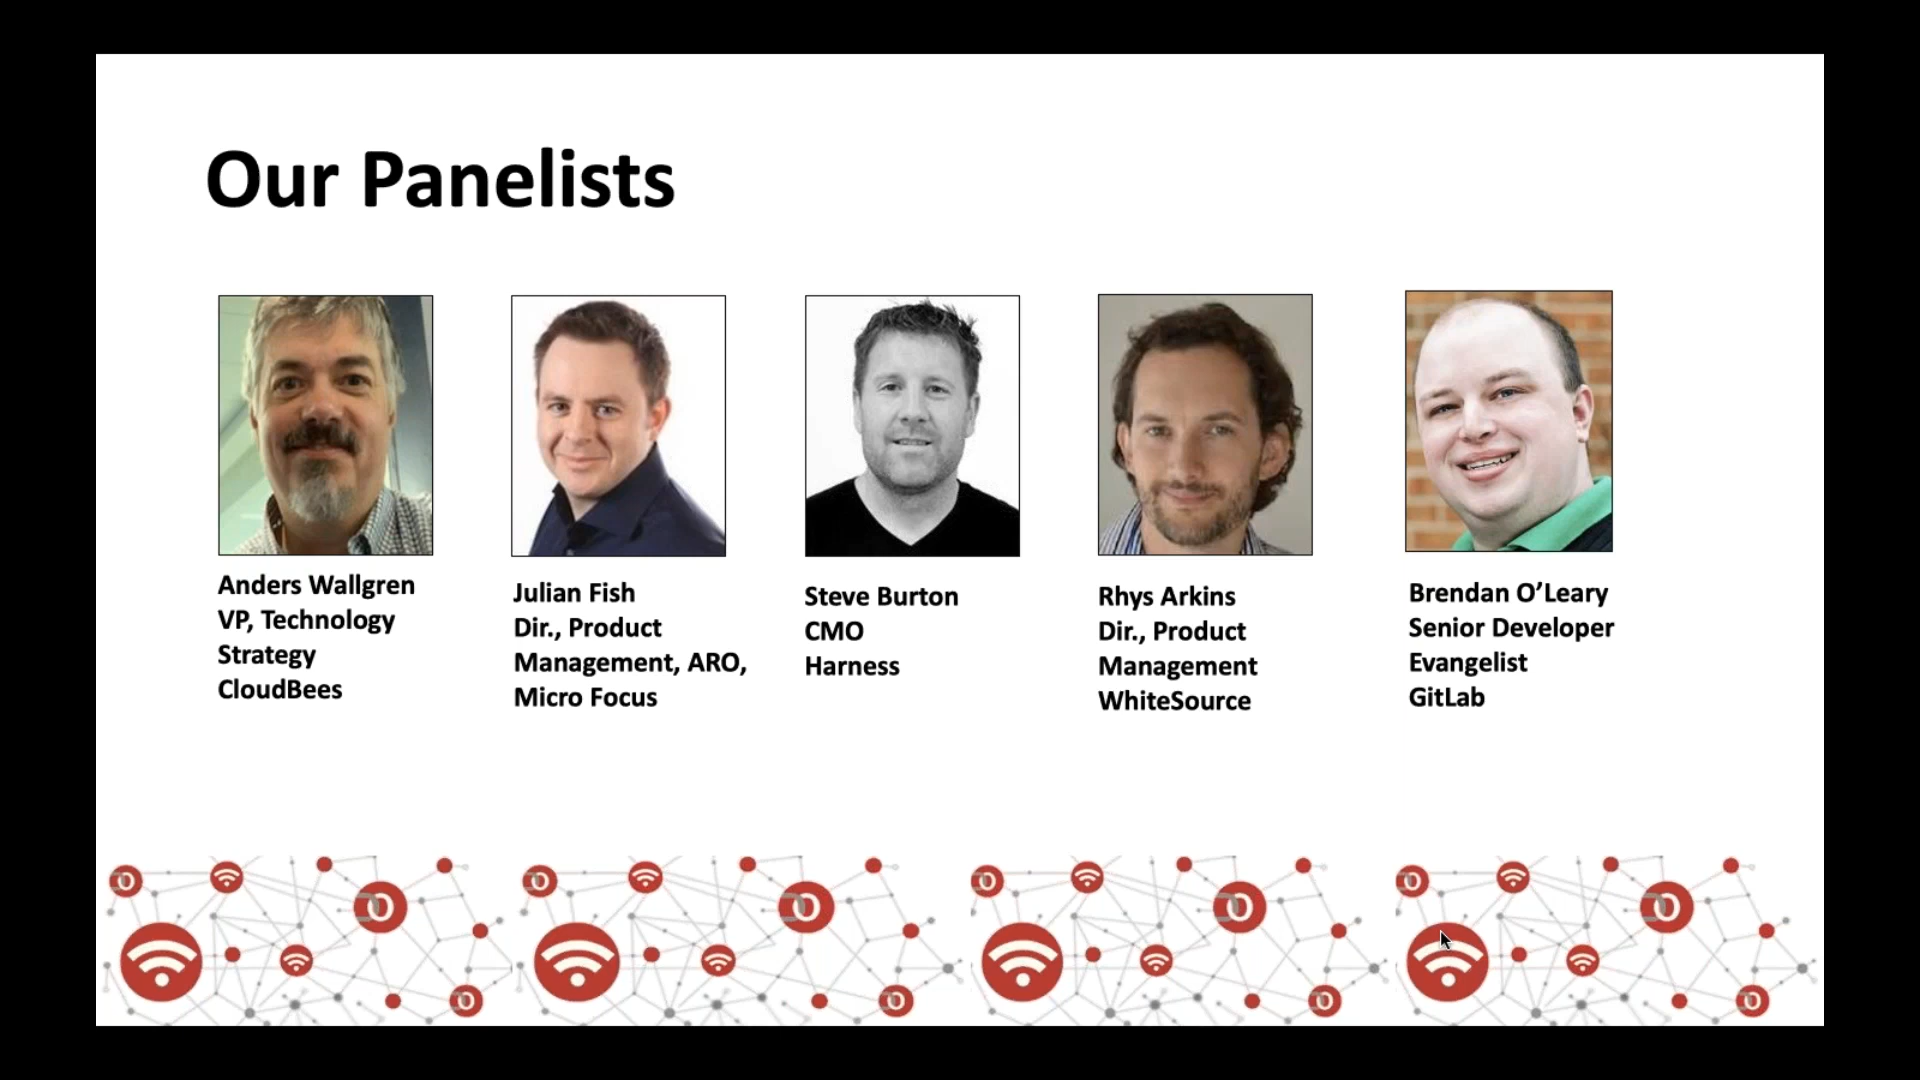 Our Panelists
Anders Wallgren
VP, Technology
Strategy
CloudBees
Julian Fish
Dir., Product
Management, ARO,
Micro Focus
Steve Burton
CMO
Harness
Rhys Arkins
Dir., Product
Management
WhiteSource
Brendan O’Leary
Senior Developer
Evangelist
GitLab